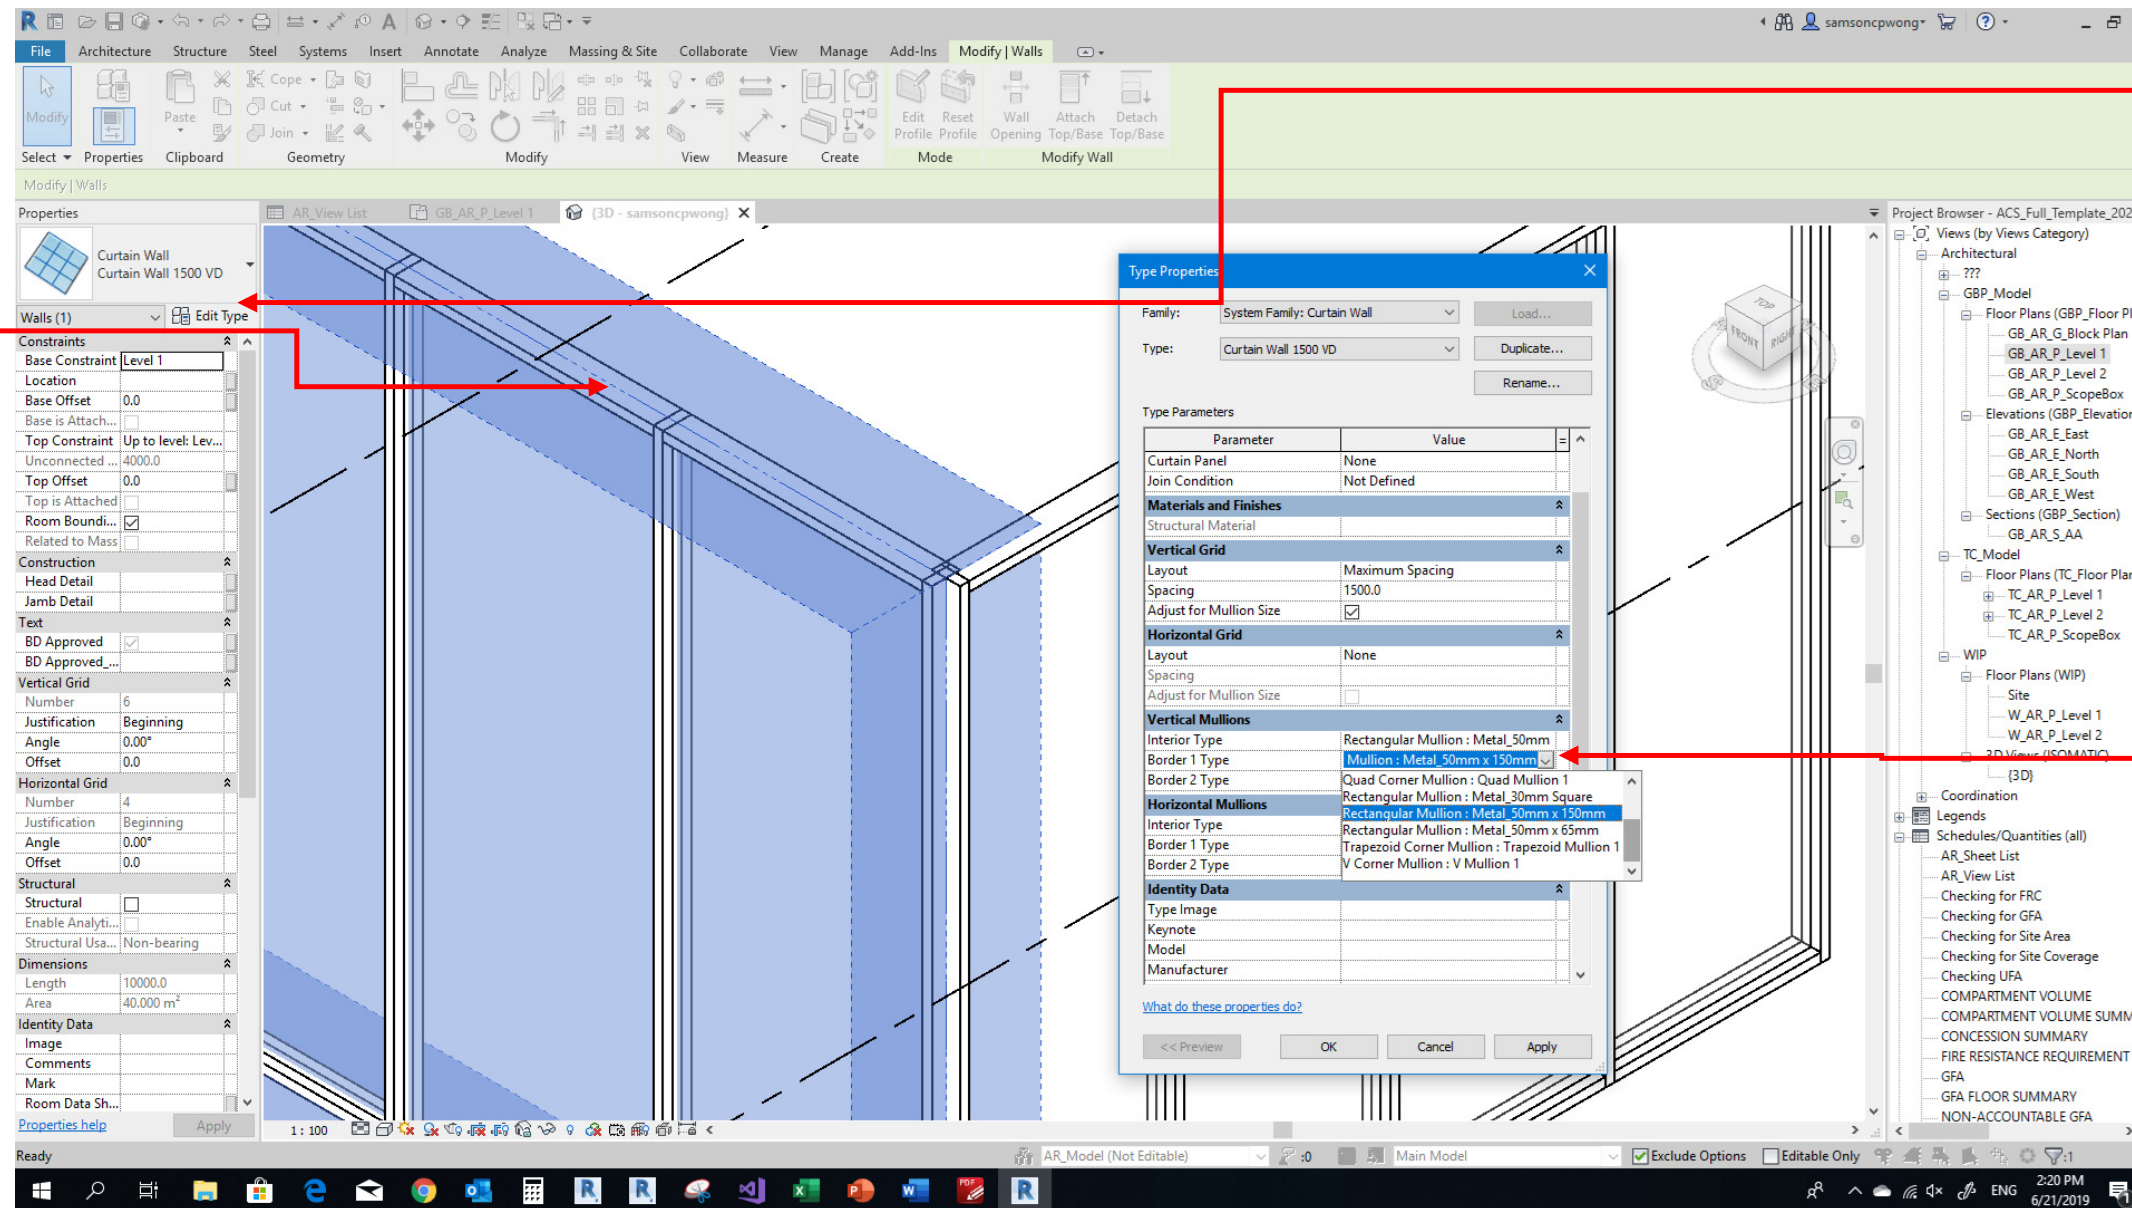 samsoncpwong
File Architecture Structure Steel Systems Insert Annotate Analyze Massing & Site Collaborate View Manage Add-Ins Modify | Walls
Modify
Paste
Cope
Cut
Join
Edit Profile
Reset Profile
Wall Opening
Attach Top/Base
Detach Top/Base
Select Properties Clipboard Geometry Modify View Measure Create Mode Modify Wall
Modify | Walls
Properties
AR_View List GB_AR_P_Level 1 {3D - samsoncpwong}
Curtain Wall
Curtain Wall 1500 VD
Walls (1) Edit Type
Constraints
Base Constraint Level 1
Location
Base Offset 0.0
Base is Attach...
Top Constraint Up to level: Lev...
Unconnected ... 4000.0
Top Offset 0.0
Top is Attached
Room Boundi...
Related to Mass
Construction
Head Detail
Jamb Detail
Text
BD Approved
BD Approved_...
Vertical Grid
Number 6
Justification Beginning
Angle 0.00°
Offset 0.0
Horizontal Grid
Number 4
Justification Beginning
Angle 0.00°
Offset 0.0
Structural
Structural
Enable Analyti...
Structural Usa... Non-bearing
Dimensions
Length 10000.0
Area 40.000 m²
Identity Data
Image
Comments
Mark
Room Data Sh...
Properties help Apply
1 : 100
TOP
FRONT
RIGHT
Type Properties
Family: System Family: Curtain Wall Load...
Type: Curtain Wall 1500 VD Duplicate...
Rename...
Type Parameters
Parameter Value =
Curtain Panel None
Join Condition Not Defined
Materials and Finishes
Structural Material
Vertical Grid
Layout Maximum Spacing
Spacing 1500.0
Adjust for Mullion Size
Horizontal Grid
Layout None
Spacing
Adjust for Mullion Size
Vertical Mullions
Interior Type Rectangular Mullion : Metal_50mm
Border 1 Type Mullion : Metal_50mm x 150mm
Border 2 Type
Quad Corner Mullion : Quad Mullion 1
Rectangular Mullion : Metal_30mm Square
Rectangular Mullion : Metal_50mm x 150mm
Rectangular Mullion : Metal_50mm x 65mm
Trapezoid Corner Mullion : Trapezoid Mullion 1
V Corner Mullion : V Mullion 1
Horizontal Mullions
Interior Type
Border 1 Type
Border 2 Type
Identity Data
Type Image
Keynote
Model
Manufacturer
What do these properties do?
<< Preview OK Cancel Apply
Project Browser - ACS_Full_Template_202
Views (by Views Category)
Architectural
???
GBP_Model
Floor Plans (GBP_Floor Pl
GB_AR_G_Block Plan
GB_AR_P_Level 1
GB_AR_P_Level 2
GB_AR_P_ScopeBox
Elevations (GBP_Elevation
GB_AR_E_East
GB_AR_E_North
GB_AR_E_South
GB_AR_E_West
Sections (GBP_Section)
GB_AR_S_AA
TC_Model
Floor Plans (TC_Floor Plan
TC_AR_P_Level 1
TC_AR_P_Level 2
TC_AR_P_ScopeBox
WIP
Floor Plans (WIP)
Site
W_AR_P_Level 1
W_AR_P_Level 2
3D Views (ISOMATIC)
{3D}
Coordination
Legends
Schedules/Quantities (all)
AR_Sheet List
AR_View List
Checking for FRC
Checking for GFA
Checking for Site Area
Checking for Site Coverage
Checking UFA
COMPARTMENT VOLUME
COMPARTMENT VOLUME SUMM
CONCESSION SUMMARY
FIRE RESISTANCE REQUIREMENT
GFA
GFA FLOOR SUMMARY
NON-ACCOUNTABLE GFA
Ready AR_Model (Not Editable) :0 Main Model Exclude Options Editable Only :1
ENG 2:20 PM
6/21/2019